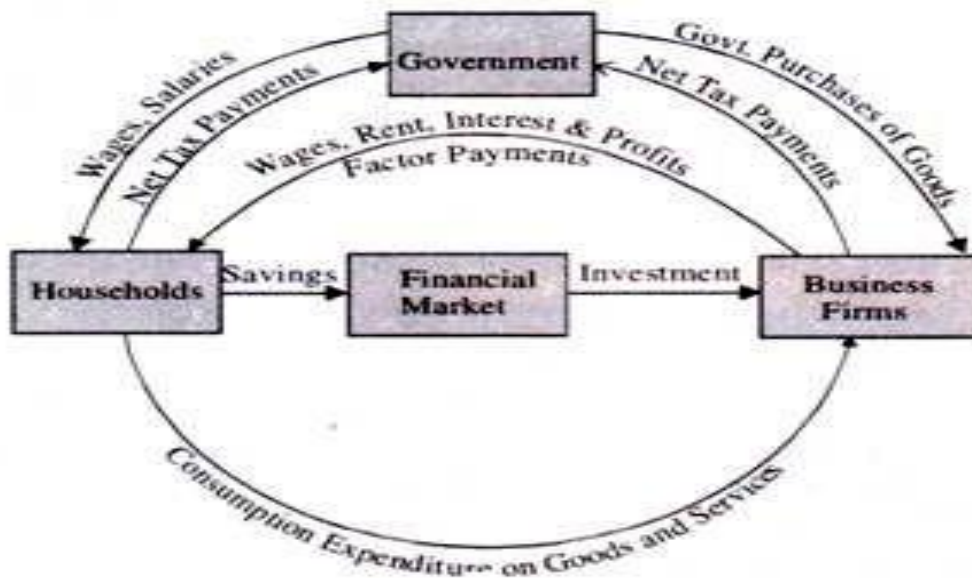 Government
Wages, Salaries
Net Tax Payments
Govt. Purchases of Goods
Net Tax Payments
Wages, Rent, Interest & Profits
Factor Payments
Households
Savings
Financial
Market
Investment
Business
Firms
Consumption Expenditure on Goods and Services